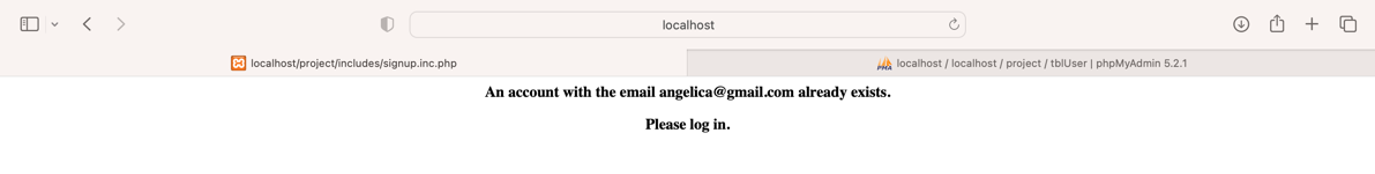 localhost
localhost/project/includes/signup.inc.php
PMA
localhost / localhost / project / tblUser | phpMyAdmin 5.2.1
An account with the email angelica@gmail.com already exists.
Please log in.